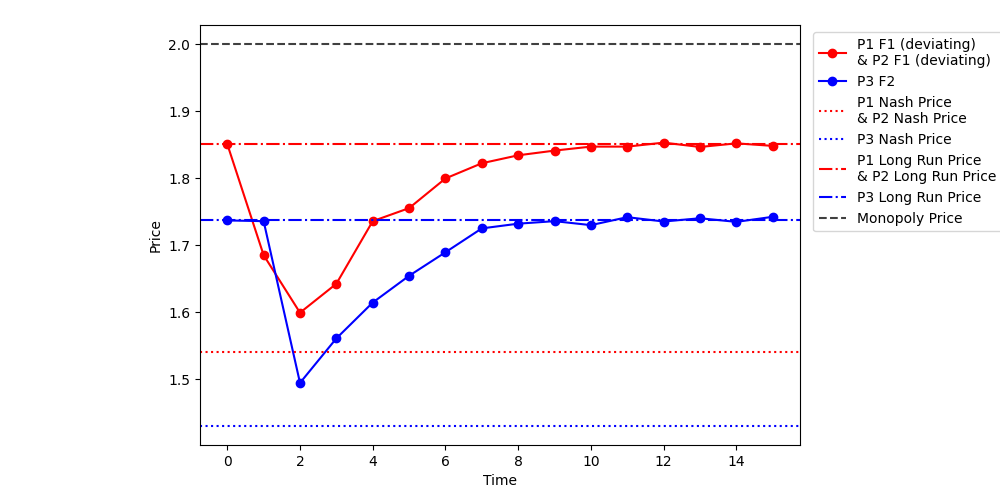 2.0
1.9
1.8
1.7
1.6
1.5
Price
0
2
4
6
8
10
12
14
Time
P1 F1 (deviating)
& P2 F1 (deviating)
P3 F2
P1 Nash Price
& P2 Nash Price
P3 Nash Price
P1 Long Run Price
& P2 Long Run Price
P3 Long Run Price
Monopoly Price